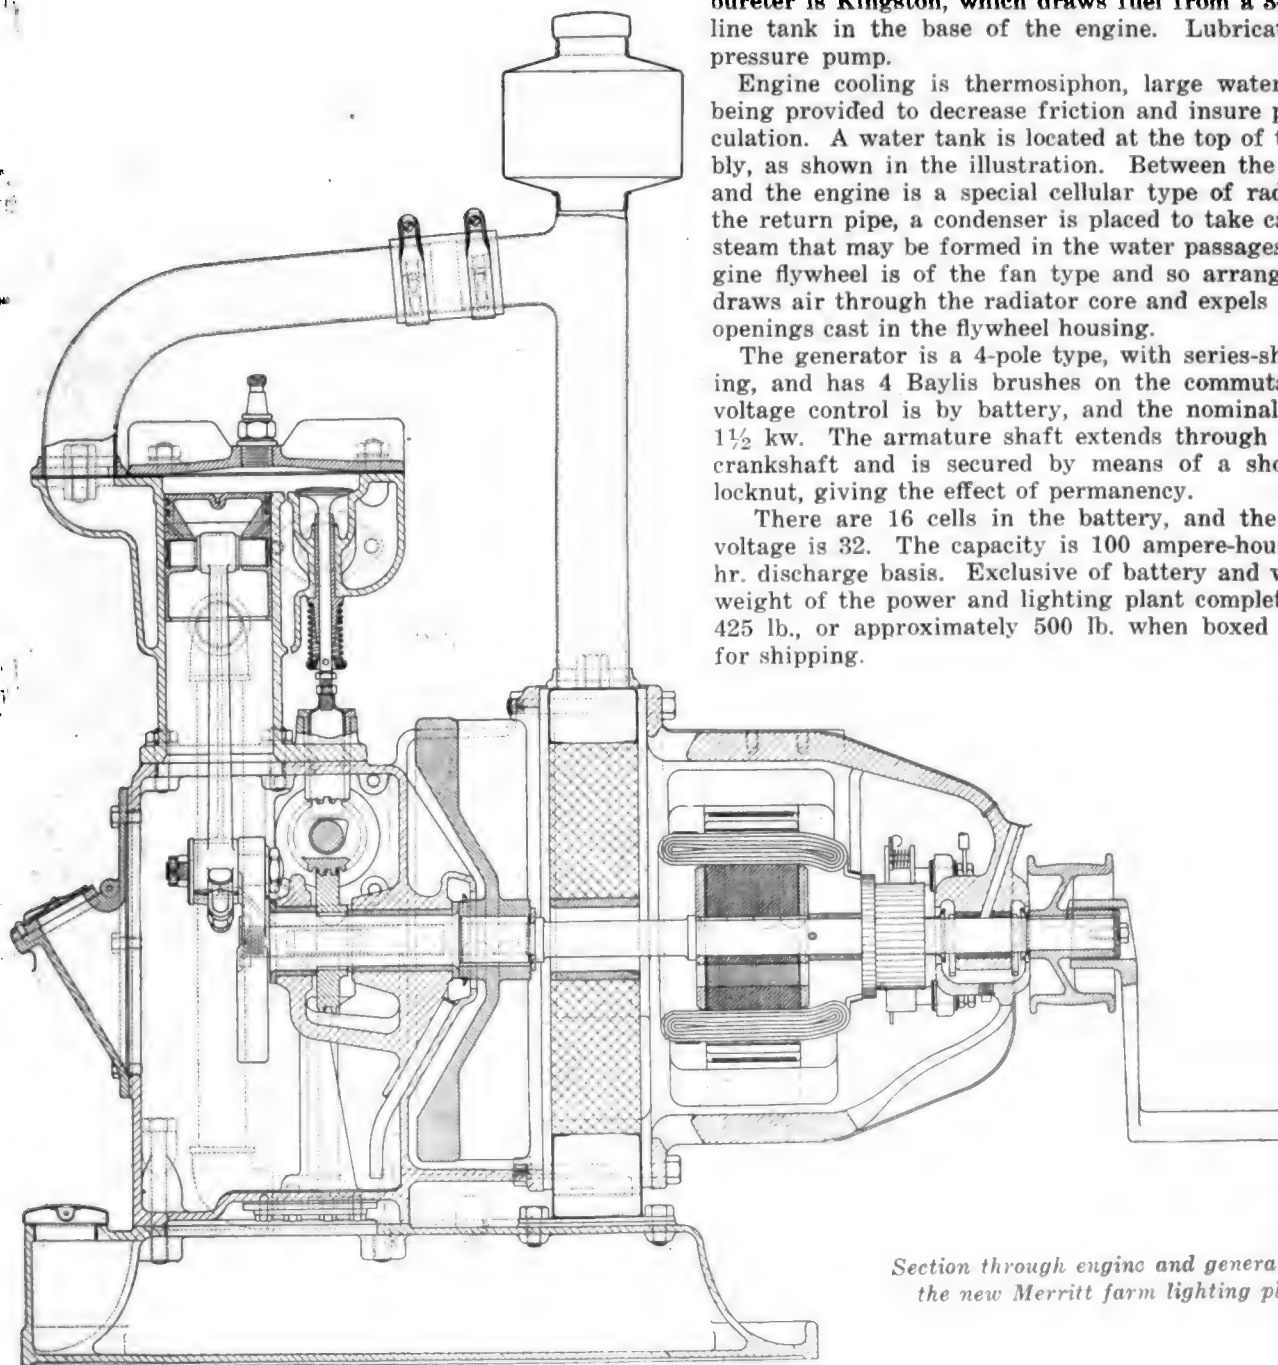 bureter is Kingston, which draws fuel from a
line tank in the base of the engine. Lubricat
pressure pump.
Engine cooling is thermosiphon, large water
being provided to decrease friction and insure p
culation. A water tank is located at the top of t
bly, as shown in the illustration. Between the
and the engine is a special cellular type of rad
the return pipe, a condenser is placed to take ca
steam that may be formed in the water passages
gine flywheel is of the fan type and so arrang
draws air through the radiator core and expels
openings cast in the flywheel housing.
The generator is a 4-pole type, with series-sh
ing, and has 4 Baylis brushes on the commuta
voltage control is by battery, and the nominal
1½ kw. The armature shaft extends through
crankshaft and is secured by means of a sho
locknut, giving the effect of permanency.
There are 16 cells in the battery, and the
voltage is 32. The capacity is 100 ampere-hou
hr. discharge basis. Exclusive of battery and w
weight of the power and lighting plant complet
425 lb., or approximately 500 lb. when boxed
for shipping.
Section through engine and genera
the new Merritt farm lighting pl